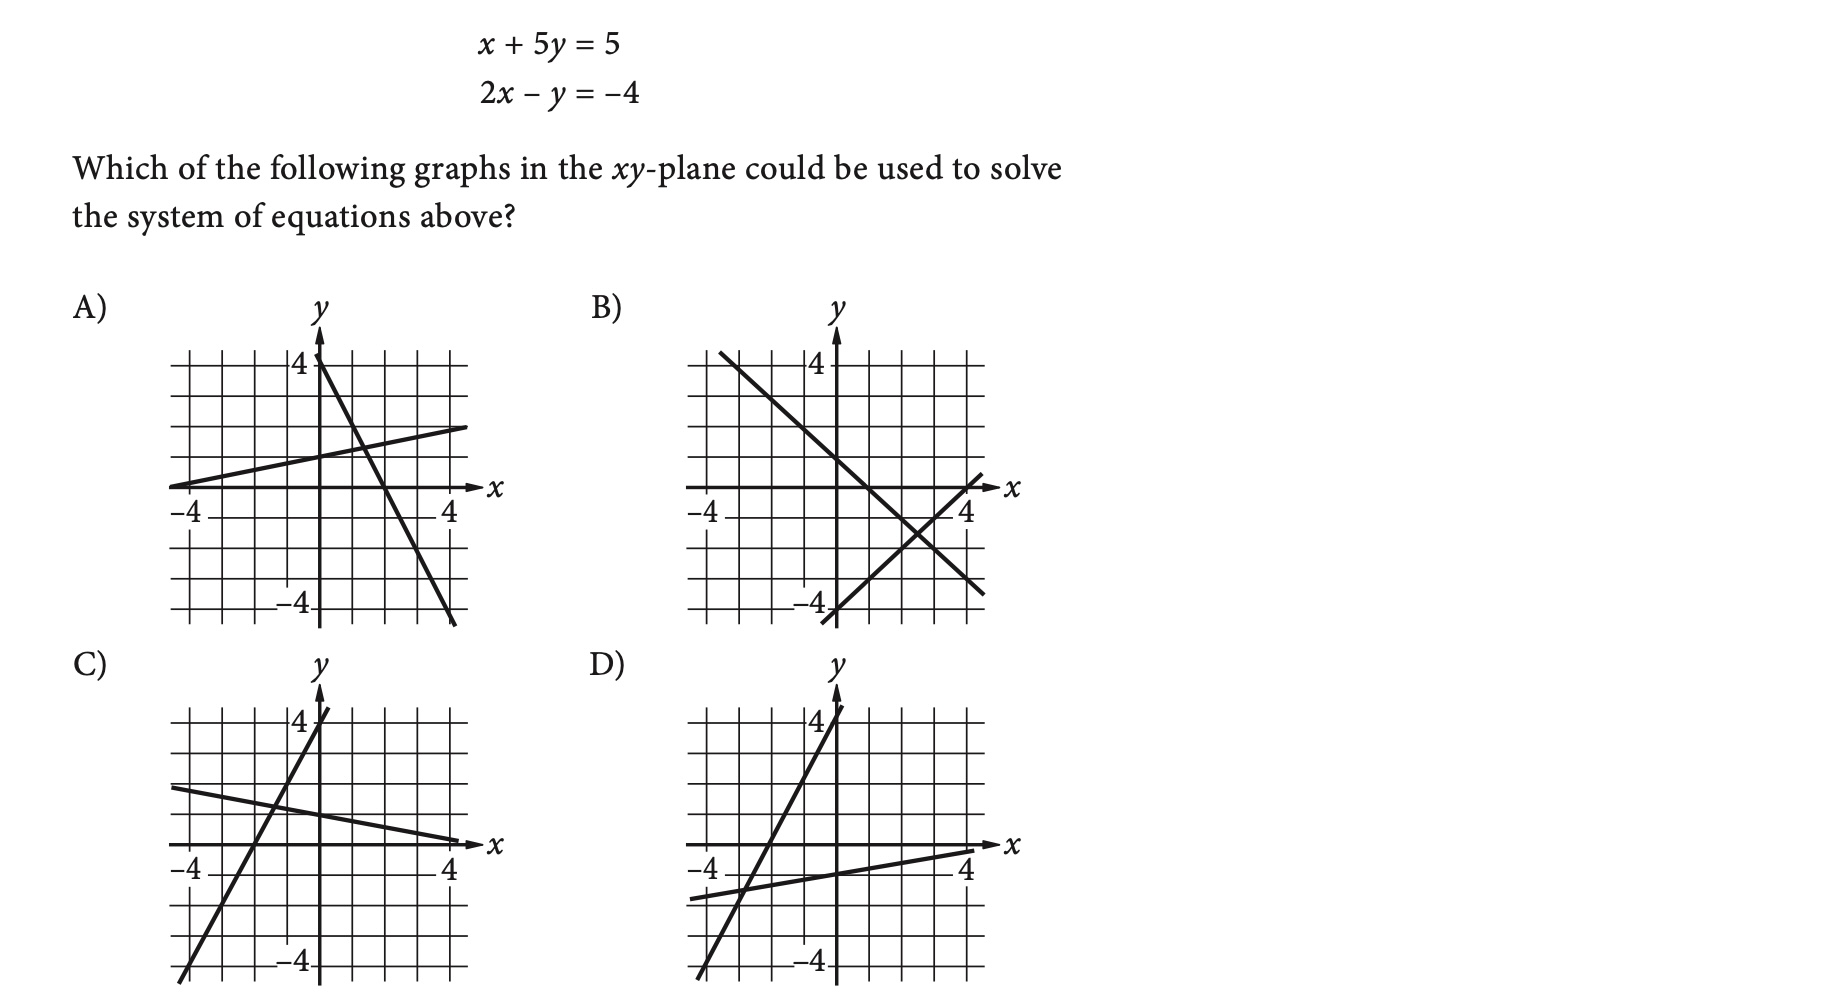 x + 5y = 5
2x − y = −4
Which of the following graphs in the xy-plane could be used to solve
the system of equations above?
A)
y
4
x
−4
4
−4
B)
y
4
x
−4
4
−4
C)
y
4
x
−4
4
−4
D)
y
4
x
−4
4
−4